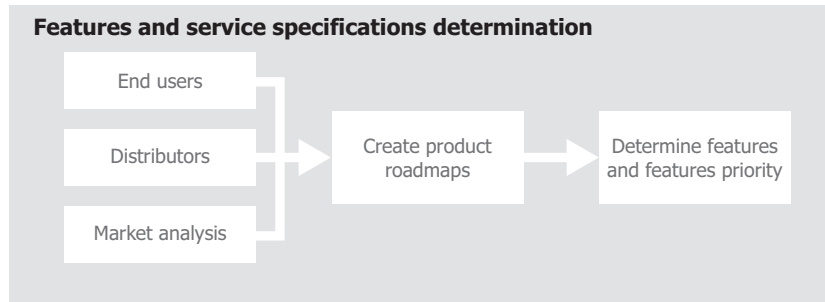 Features and service specifications determination
End users
Distributors
Market analysis
Create product
roadmaps
Determine features
and features priority